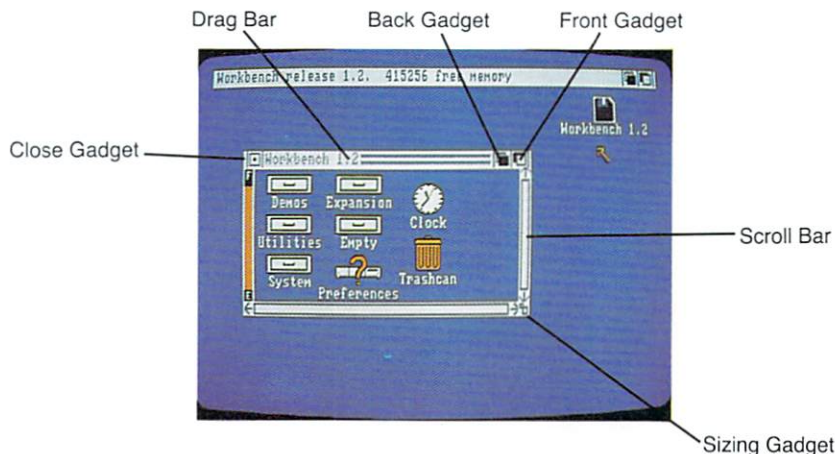 Drag Bar
Back Gadget
Front Gadget
Workbench release 1.2. 415256 free memory
Workbench 1.2
Close Gadget
Workbench 1.2
F
Demos
Expansion
Clock
Utilities
Empty
Scroll Bar
System
Preferences
Trashcan
E
Sizing Gadget